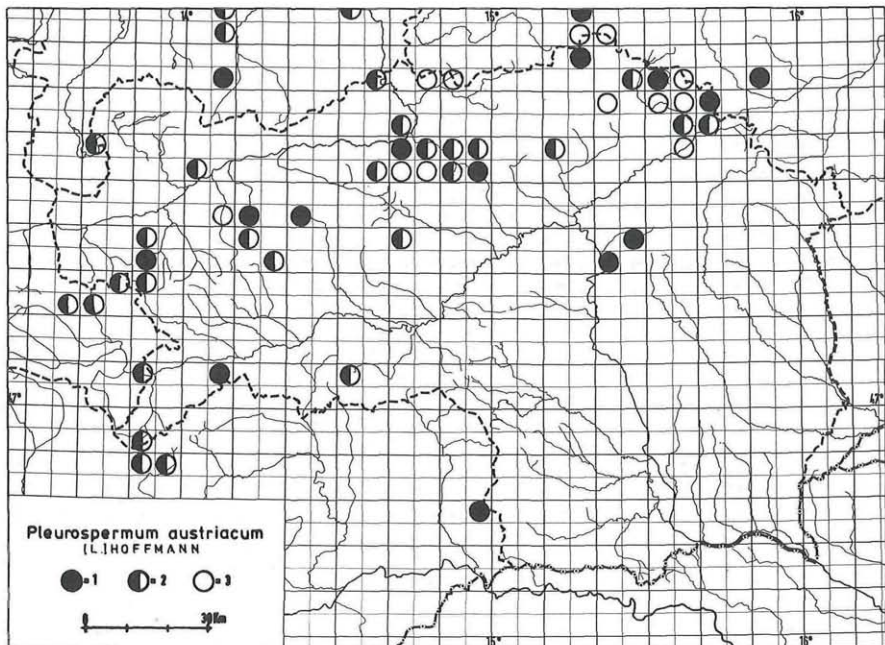 14° 15° 16°
47° 47°
Pleurospermum austriacum
(L.)HOFFMANN
● = 1 ◐ = 2 ○ = 3
0 30 Km
15° 16°